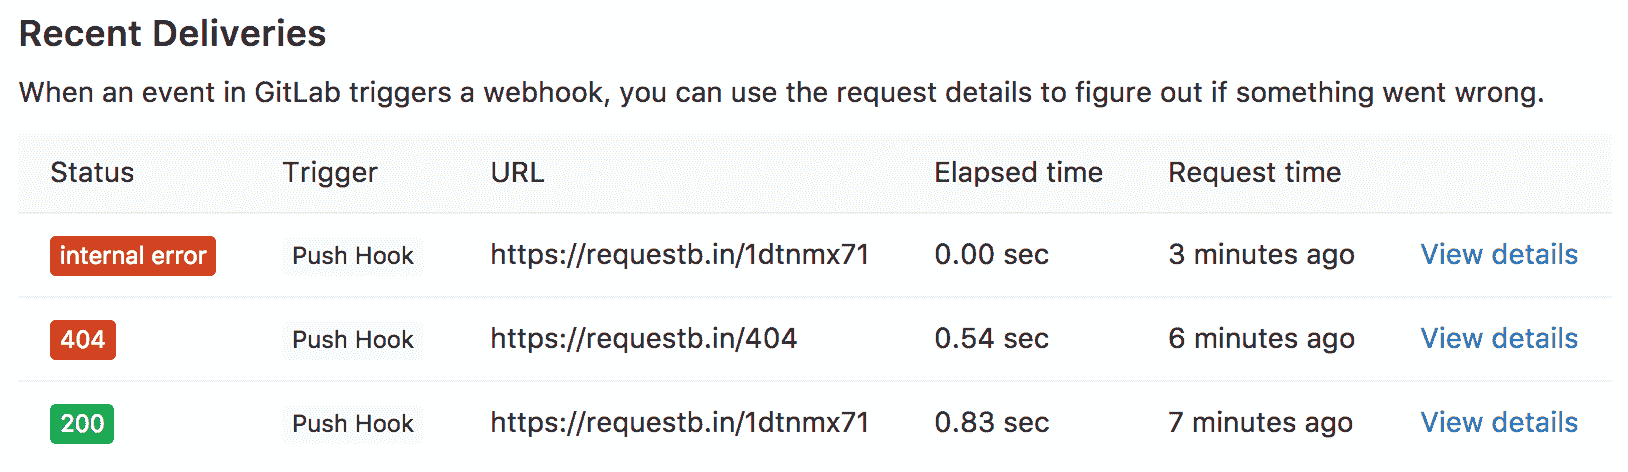 Recent Deliveries
When an event in GitLab triggers a webhook, you can use the request details to figure out if something went wrong.
Status Trigger URL Elapsed time Request time
internal error Push Hook https://requestb.in/1dtnmx71 0.00 sec 3 minutes ago View details
404 Push Hook https://requestb.in/404 0.54 sec 6 minutes ago View details
200 Push Hook https://requestb.in/1dtnmx71 0.83 sec 7 minutes ago View details